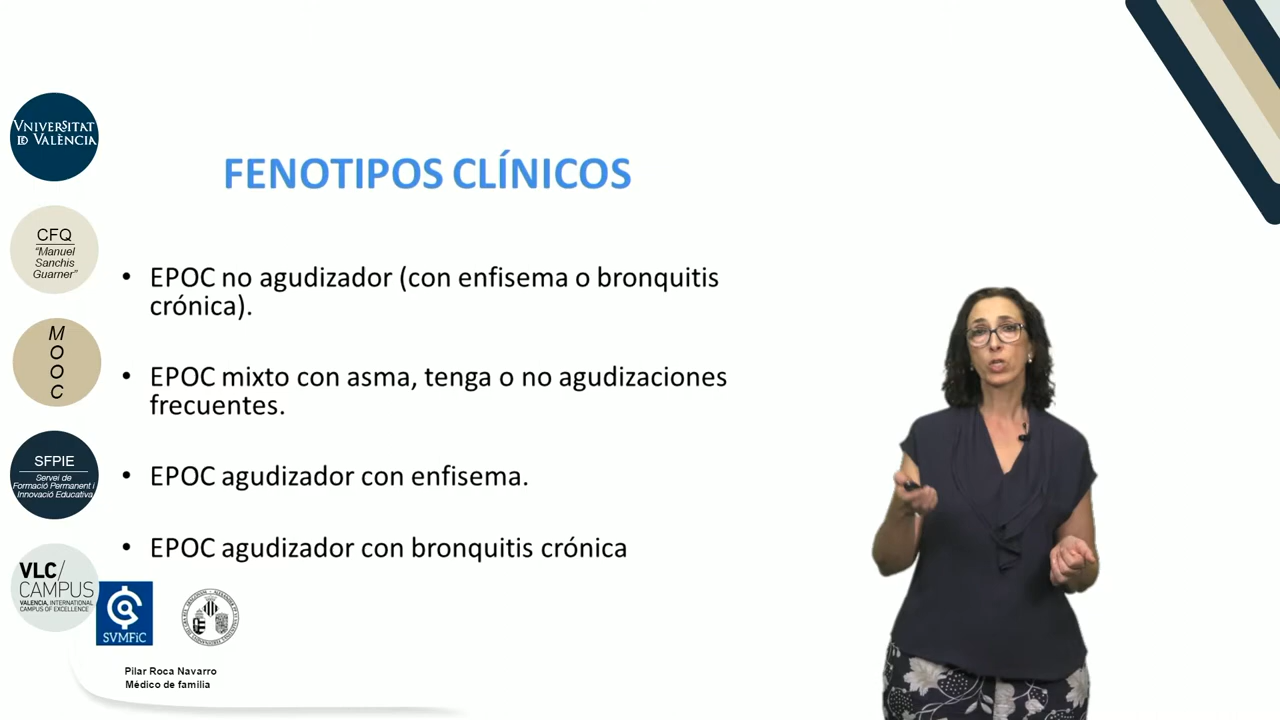 VNIVERSITAT
ID VALÈNCIA
CFQ
"Manuel
Sanchis
Guarner"
M
O
O
C
SFPIE
Servei de
Formació Permanent i
Innovació Educativa
VLC/
CAMPUS
VALENCIA, INTERNATIONAL
CAMPUS OF EXCELLENCE
FENOTIPOS CLÍNICOS
• EPOC no agudizador (con enfisema o bronquitis
crónica).
• EPOC mixto con asma, tenga o no agudizaciones
frecuentes.
• EPOC agudizador con enfisema.
• EPOC agudizador con bronquitis crónica
SVMFiC
Pilar Roca Navarro
Médico de familia